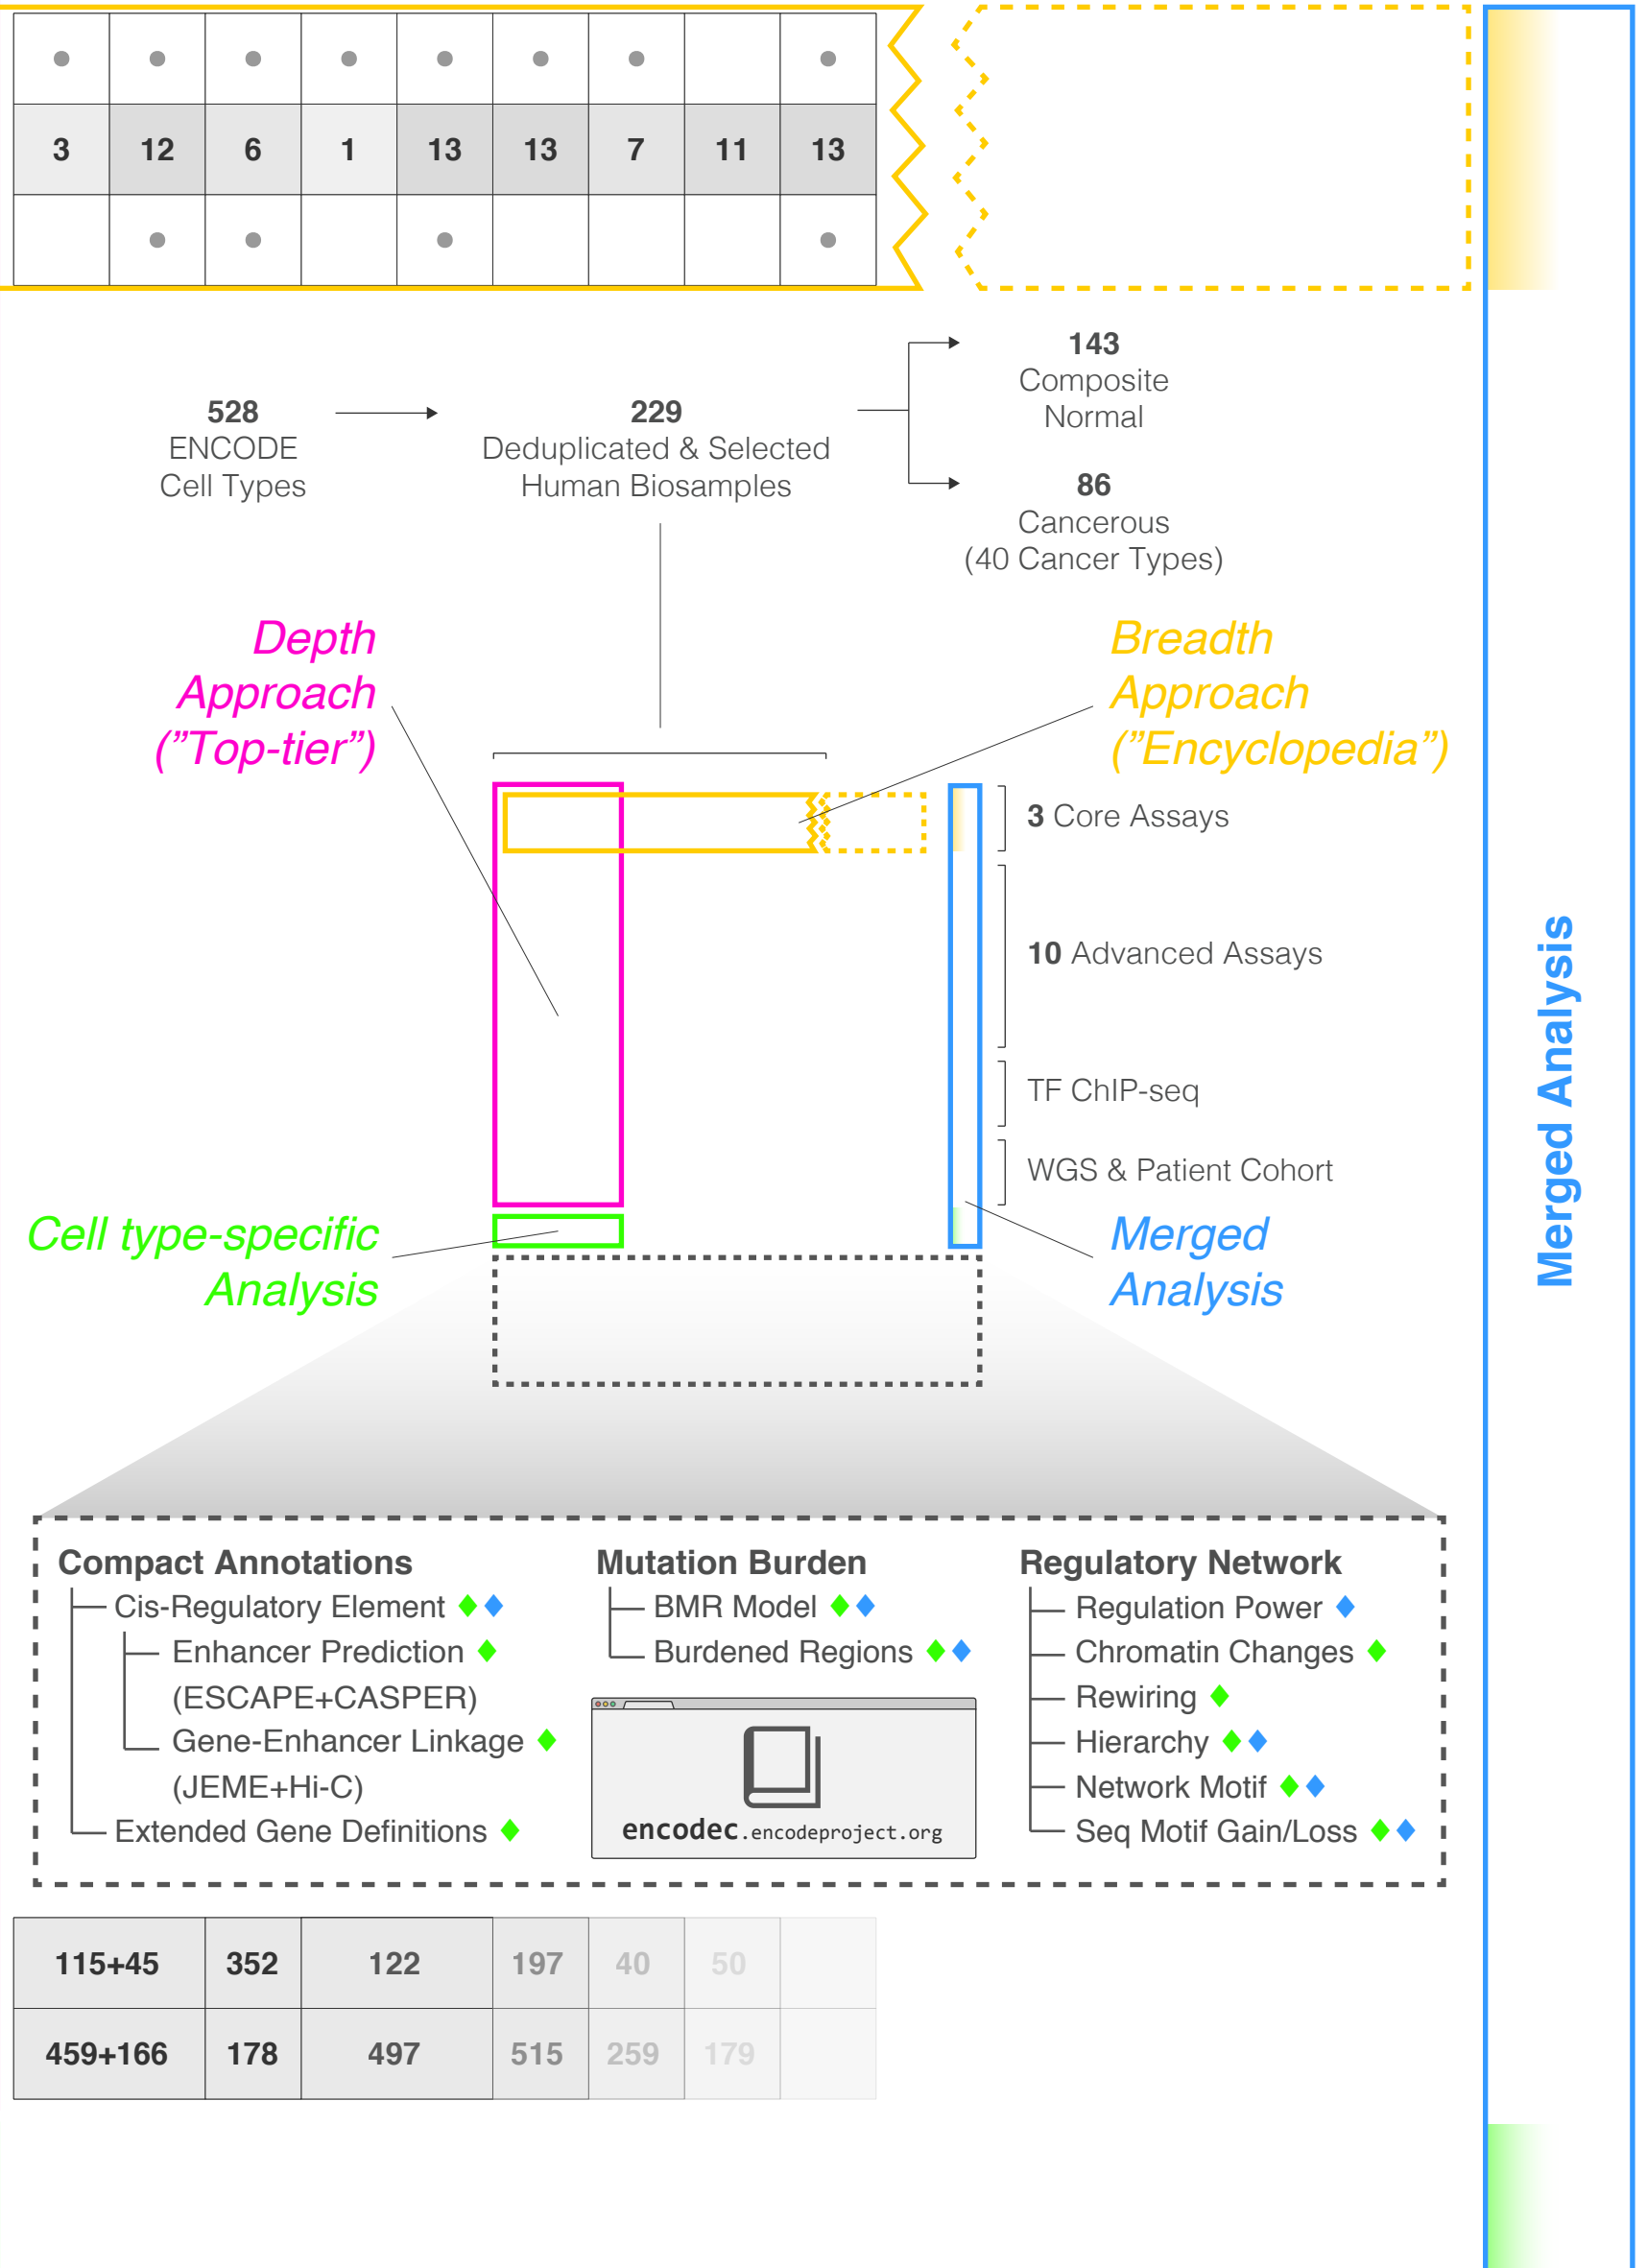 3 12 6 1 13 13 7 11 13
143
Composite
Normal
528
ENCODE
Cell Types
229
Deduplicated & Selected
Human Biosamples
86
Cancerous
(40 Cancer Types)
Depth
Approach
("Top-tier")
Breadth
Approach
("Encyclopedia")
3 Core Assays
10 Advanced Assays
TF ChIP-seq
WGS & Patient Cohort
Cell type-specific
Analysis
Merged
Analysis
Merged Analysis
Compact Annotations
Cis-Regulatory Element
Enhancer Prediction
(ESCAPE+CASPER)
Gene-Enhancer Linkage
(JEME+Hi-C)
Extended Gene Definitions
Mutation Burden
BMR Model
Burdened Regions
encodec.encodeproject.org
Regulatory Network
Regulation Power
Chromatin Changes
Rewiring
Hierarchy
Network Motif
Seq Motif Gain/Loss
115+45 352 122 197 40 50
459+166 178 497 515 259 179